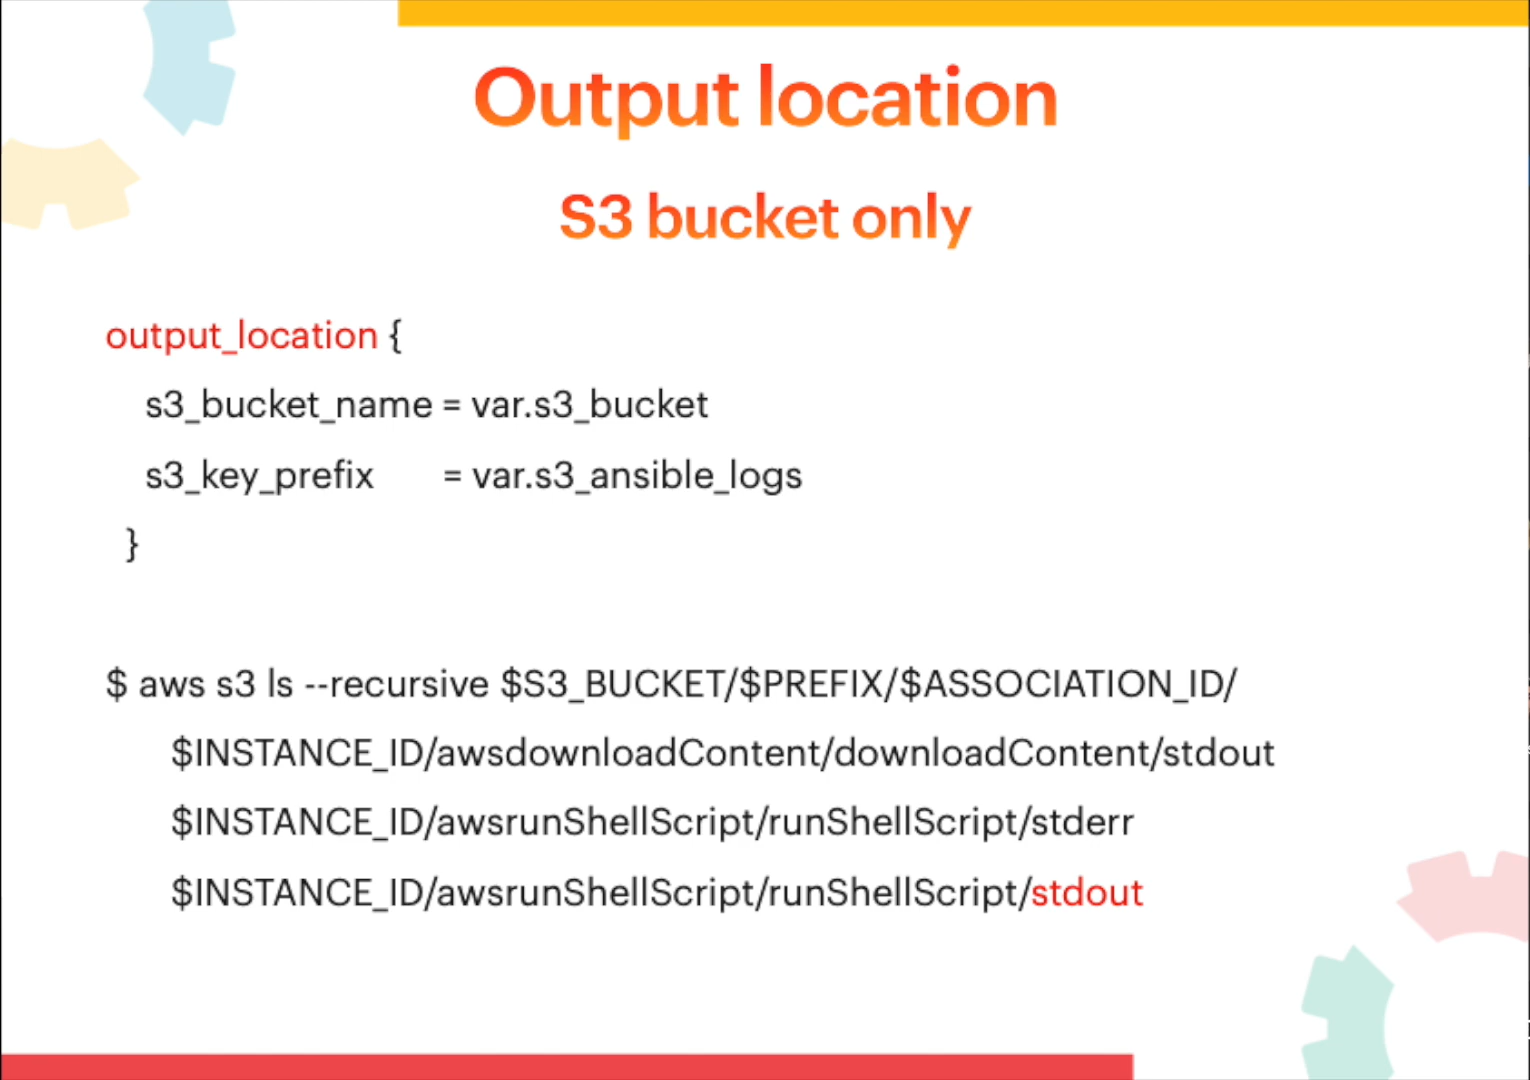 Output location
S3 bucket only
output_location {
s3_bucket_name = var.s3_bucket
s3_key_prefix = var.s3_ansible_logs
}
$ aws s3 ls --recursive $S3_BUCKET/$PREFIX/$ASSOCIATION_ID/
$INSTANCE_ID/awsdownloadContent/downloadContent/stdout
$INSTANCE_ID/awsrunShellScript/runShellScript/stderr
$INSTANCE_ID/awsrunShellScript/runShellScript/stdout